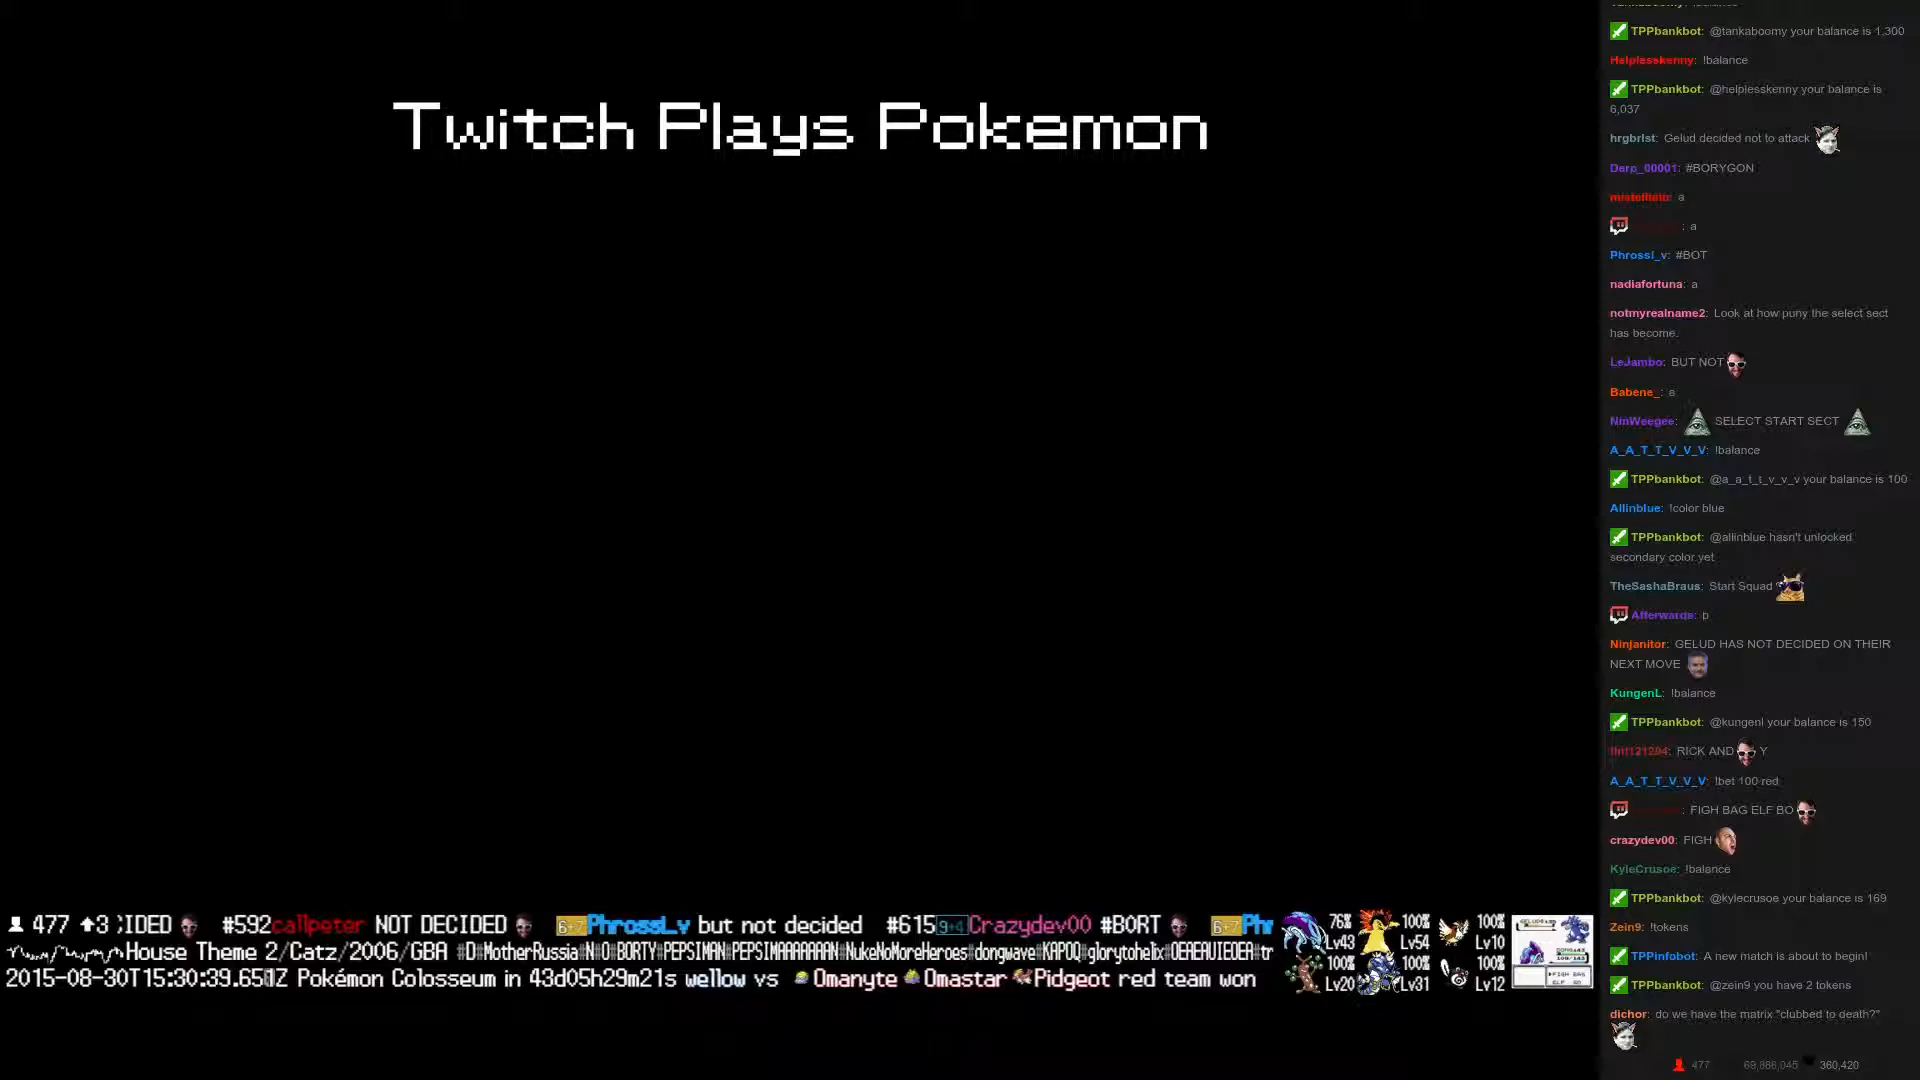 Twitch Plays Pokemon
477 3 IDED #592callpeter NOT DECIDED 6+7 PhrossLv but not decided #615 9+4 Crazydev00 #BORT 6+7 Phr
House Theme 2/Catz/2006/GBA
2015-08-30T15:30:39.65 Z Pokémon Colosseum in 43d05h29m21s wellow vs Omanyte Omastar Pidgeot red team won
76% 100% 100%
Lv43 Lv54 Lv10
100% 100% 100%
Lv20 Lv31 Lv12
TPPbankbot: @tankaboomy your balance is 1,300
Helplesskenny: !balance
TPPbankbot: @helplesskenny your balance is
6,037
hrgbrlst: Gelud decided not to attack
Derp_00001: #BORYGON
a
: a
Phrossl_v: #BOT
nadiafortuna: a
notmyrealname2: Look at how puny the select sect
has become.
LeJambo: BUT NOT
Babene_: a
NmWeegee: SELECT START SECT
A_A_T_T_V_V_V: !balance
TPPbankbot: @a_a_t_t_v_v_v your balance is 100
Allinblue: !color blue
TPPbankbot: @allinblue hasn't unlocked
secondary color yet
TheSashaBraus: Start Squad
Afferwards: b
Ninjanitor: GELUD HAS NOT DECIDED ON THEIR
NEXT MOVE
KungenL: !balance
TPPbankbot: @kungenl your balance is 150
RICK AND Y
A_A_T_T_V_V_V: !bet 100 red
: FIGH BAG ELF BO
crazydev00: FIGH
KyleCrusoe: !balance
TPPbankbot: @kylecrusoe your balance is 169
Zein9: !tokens
TPPinfobot: A new match is about to begin!
TPPbankbot: @zein9 you have 2 tokens
dichor: do we have the matrix "clubbed to death?"
477 69,886,045 360,420